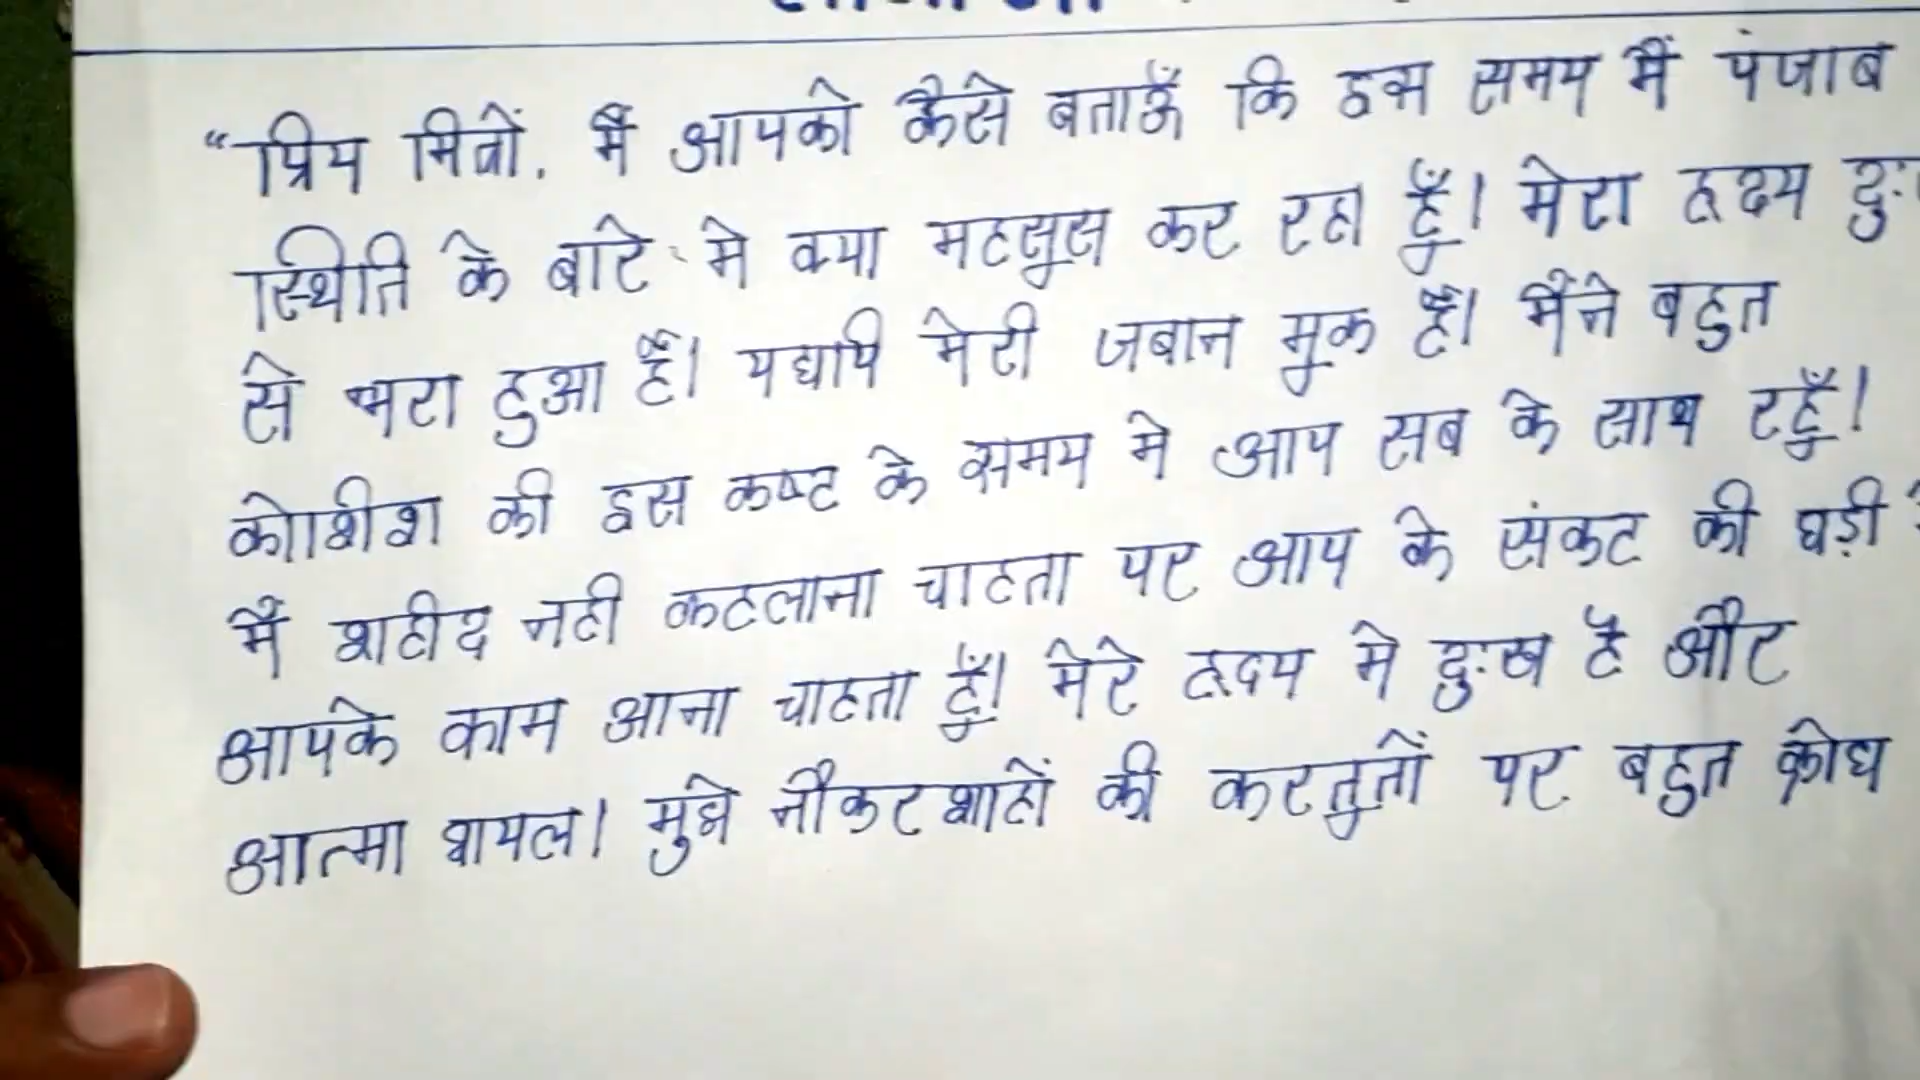 "प्रिय मित्रों, मैं आपको कैसे बताऊँ कि इस समय मैं पंजाब
स्थिति के बारे में क्या महसूस कर रहा हूँ। मेरा हृदय
से भरा हुआ है। यद्यपि मेरी जबान मूक है। मैंने बहुत
कोशिश की इस कष्ट के समय मे आप सब के साथ रहूँ।
मैं शहीद नही कहलाना चाहता पर आप के संकट की घड़ी
आपके काम आना चाहता हूँ। मेरे हृदय मे दुःख है और
आत्मा घायल। मुझे नौकरशाहों की करतुतों पर बहुत क्रोध